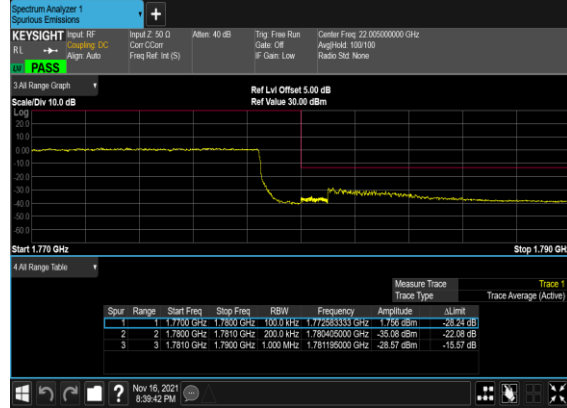 Spectrum Analyzer 1
Spurious Emissions
+
KEYSIGHT Input: RF Input Z: 50 Ω Atten: 40 dB Trig: Free Run Center Freq: 22.005000000 GHz
RL Coupling: DC Corr CCorr Gate: Off Avg|Hold: 100/100
Align: Auto Freq Ref: Int (S) IF Gain: Low Radio Std: None
PASS
3 All Range Graph
Ref Lvl Offset 5.00 dB
Scale/Div 10.0 dB Ref Value 30.00 dBm
Log
20.0
10.0
0.00
-10.0
-20.0
-30.0
-40.0
-50.0
-60.0
Start 1.770 GHz Stop 1.790 GH
4 All Range Table
Measure Trace Trace 1
Trace Type Trace Average (Active)
Spur Range Start Freq Stop Freq RBW Frequency Amplitude ΔLimit
1 1 1.7700 GHz 1.7800 GHz 100.0 kHz 1.772583333 GHz 1.756 dBm -28.24 dB
2 2 1.7800 GHz 1.7810 GHz 200.0 kHz 1.780405000 GHz -35.08 dBm -22.08 dB
3 3 1.7810 GHz 1.7900 GHz 1.000 MHz 1.781195000 GHz -28.57 dBm -15.57 dB
? Nov 16, 2021
8:39:42 PM